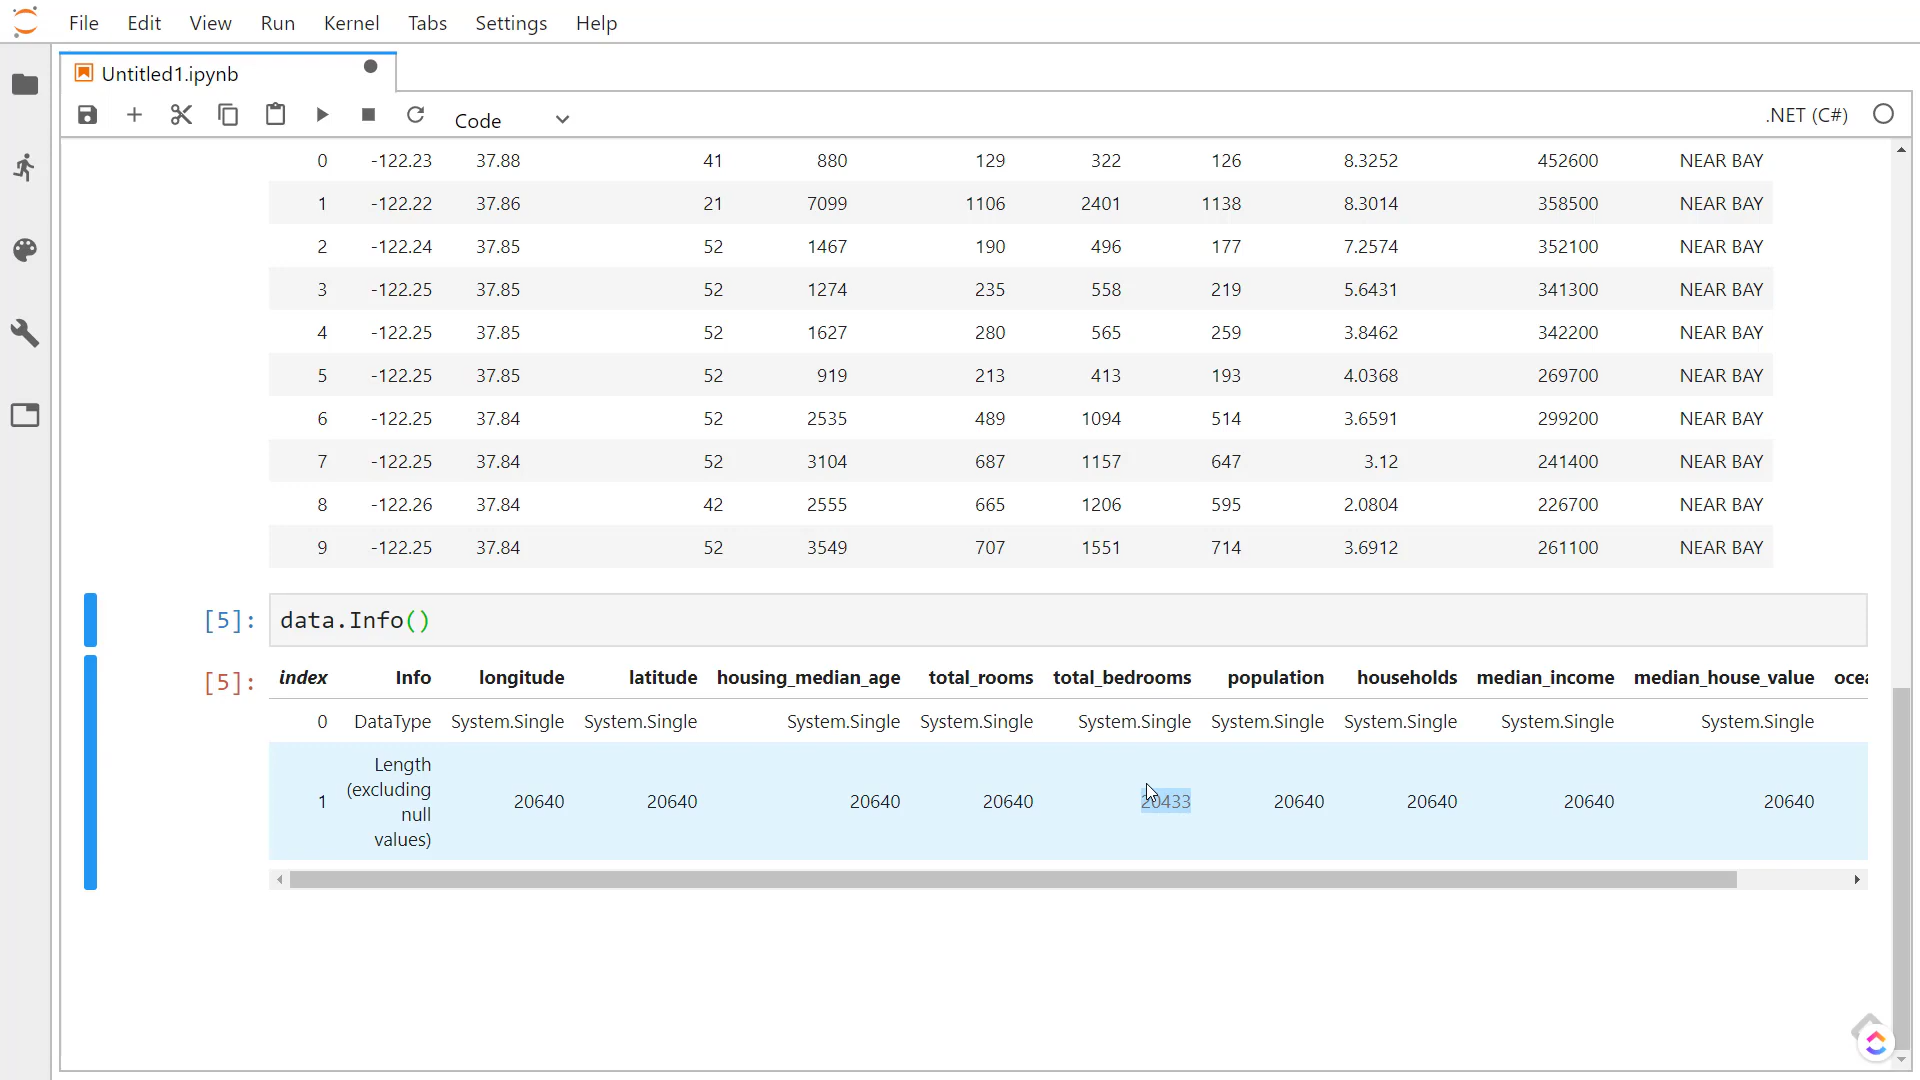 File Edit View Run Kernel Tabs Settings Help
Untitled1.ipynb
Code .NET (C#)
0 -122.23 37.88 41 880 129 322 126 8.3252 452600 NEAR BAY
1 -122.22 37.86 21 7099 1106 2401 1138 8.3014 358500 NEAR BAY
2 -122.24 37.85 52 1467 190 496 177 7.2574 352100 NEAR BAY
3 -122.25 37.85 52 1274 235 558 219 5.6431 341300 NEAR BAY
4 -122.25 37.85 52 1627 280 565 259 3.8462 342200 NEAR BAY
5 -122.25 37.85 52 919 213 413 193 4.0368 269700 NEAR BAY
6 -122.25 37.84 52 2535 489 1094 514 3.6591 299200 NEAR BAY
7 -122.25 37.84 52 3104 687 1157 647 3.12 241400 NEAR BAY
8 -122.26 37.84 42 2555 665 1206 595 2.0804 226700 NEAR BAY
9 -122.25 37.84 52 3549 707 1551 714 3.6912 261100 NEAR BAY
[5]: data.Info()
[5]: index Info longitude latitude housing_median_age total_rooms total_bedrooms population households median_income median_house_value ocea
0 DataType System.Single System.Single System.Single System.Single System.Single System.Single System.Single System.Single System.Single
Length
(excluding
null
values)
1 20640 20640 20640 20640 20433 20640 20640 20640 20640